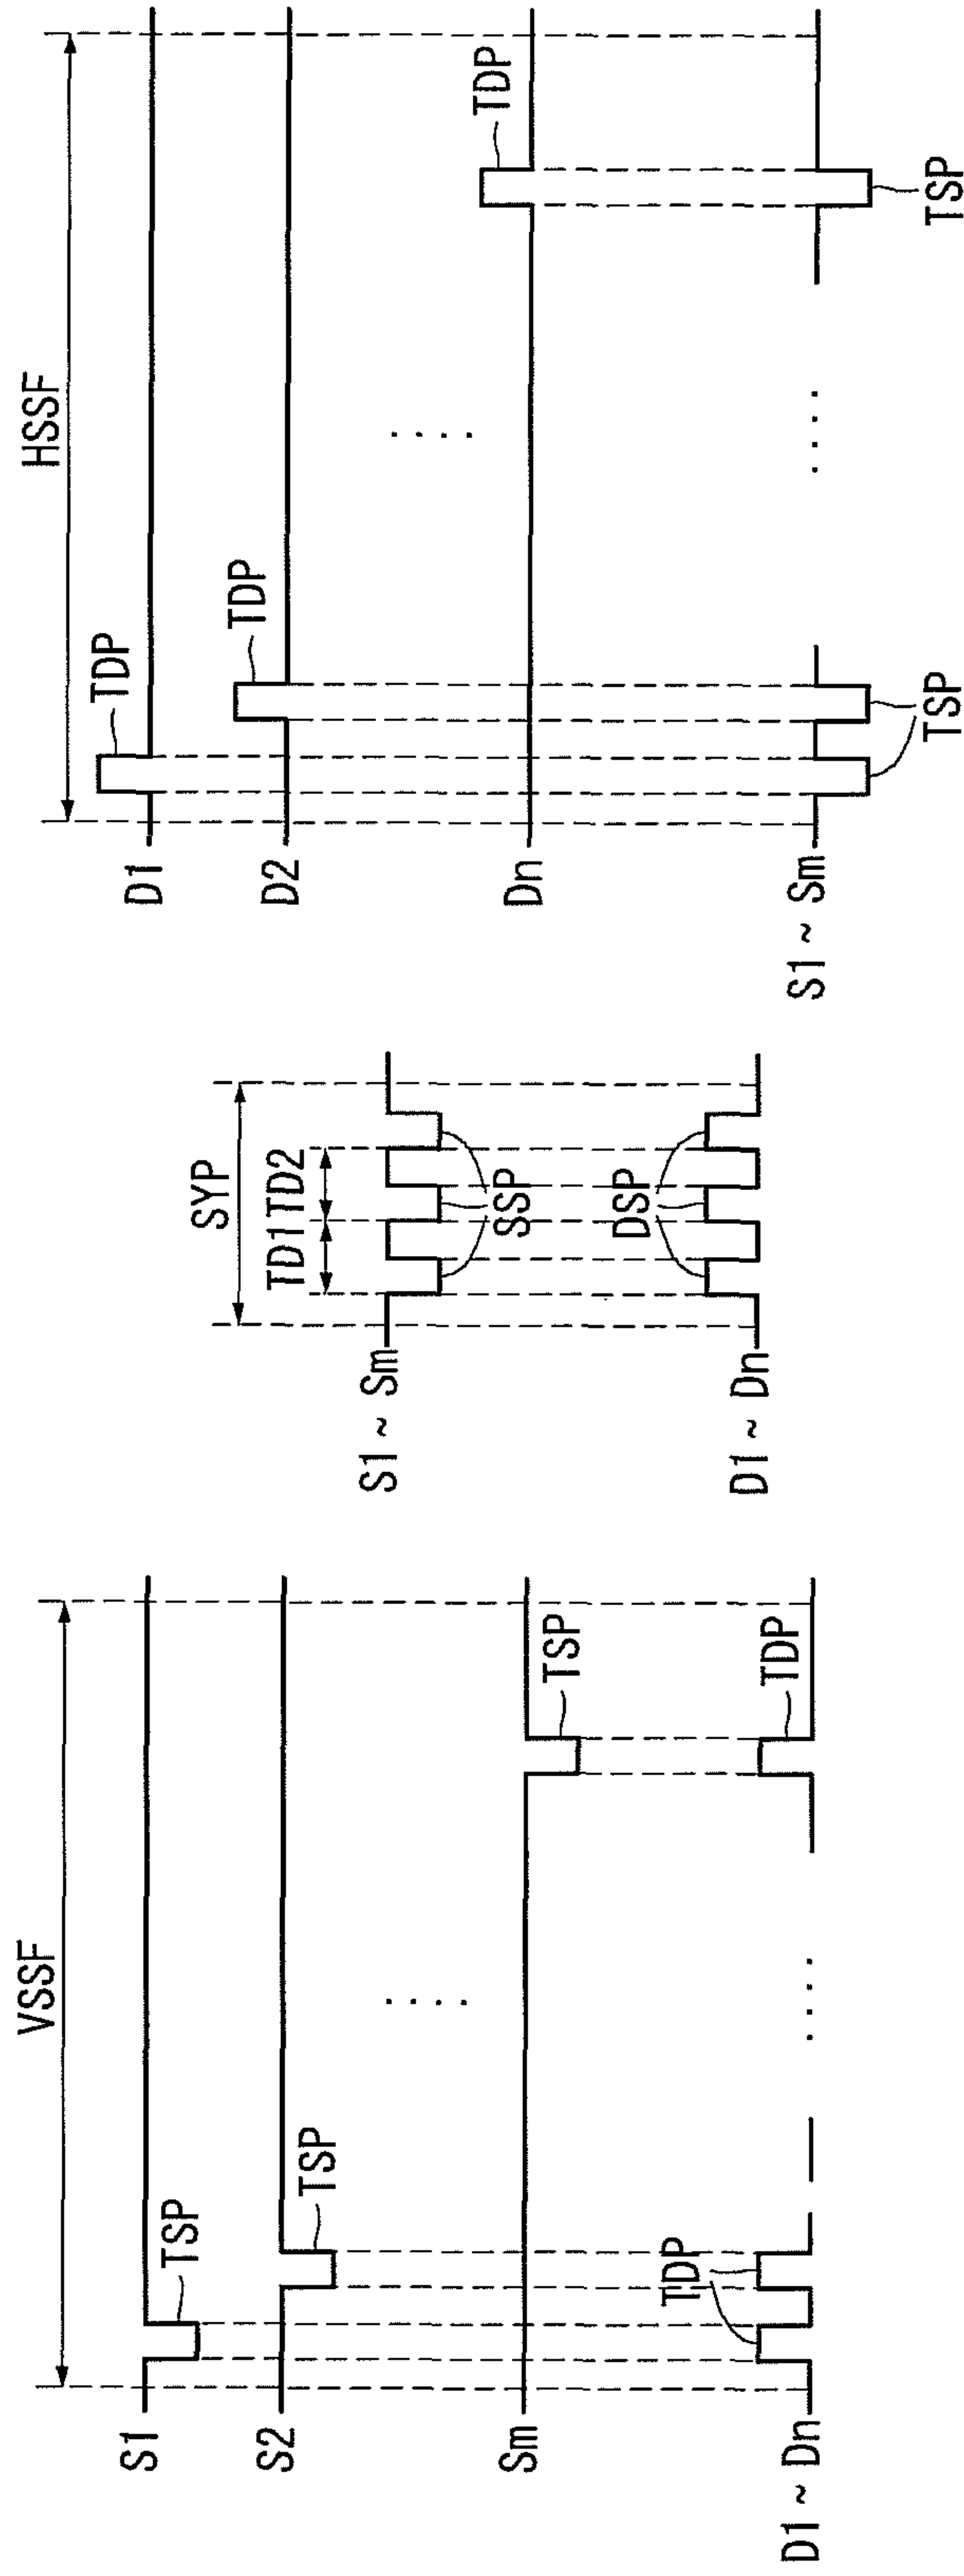 VSSF
S1
TSP
S2
TSP
Sm
TSP
D1 ~ Dn
TDP
TDP
SYP
TD1 TD2
S1 ~ Sm
SSP
DSP
D1 ~ Dn
HSSF
D1
TDP
D2
TDP
Dn
TDP
S1 ~ Sm
TSP
TSP